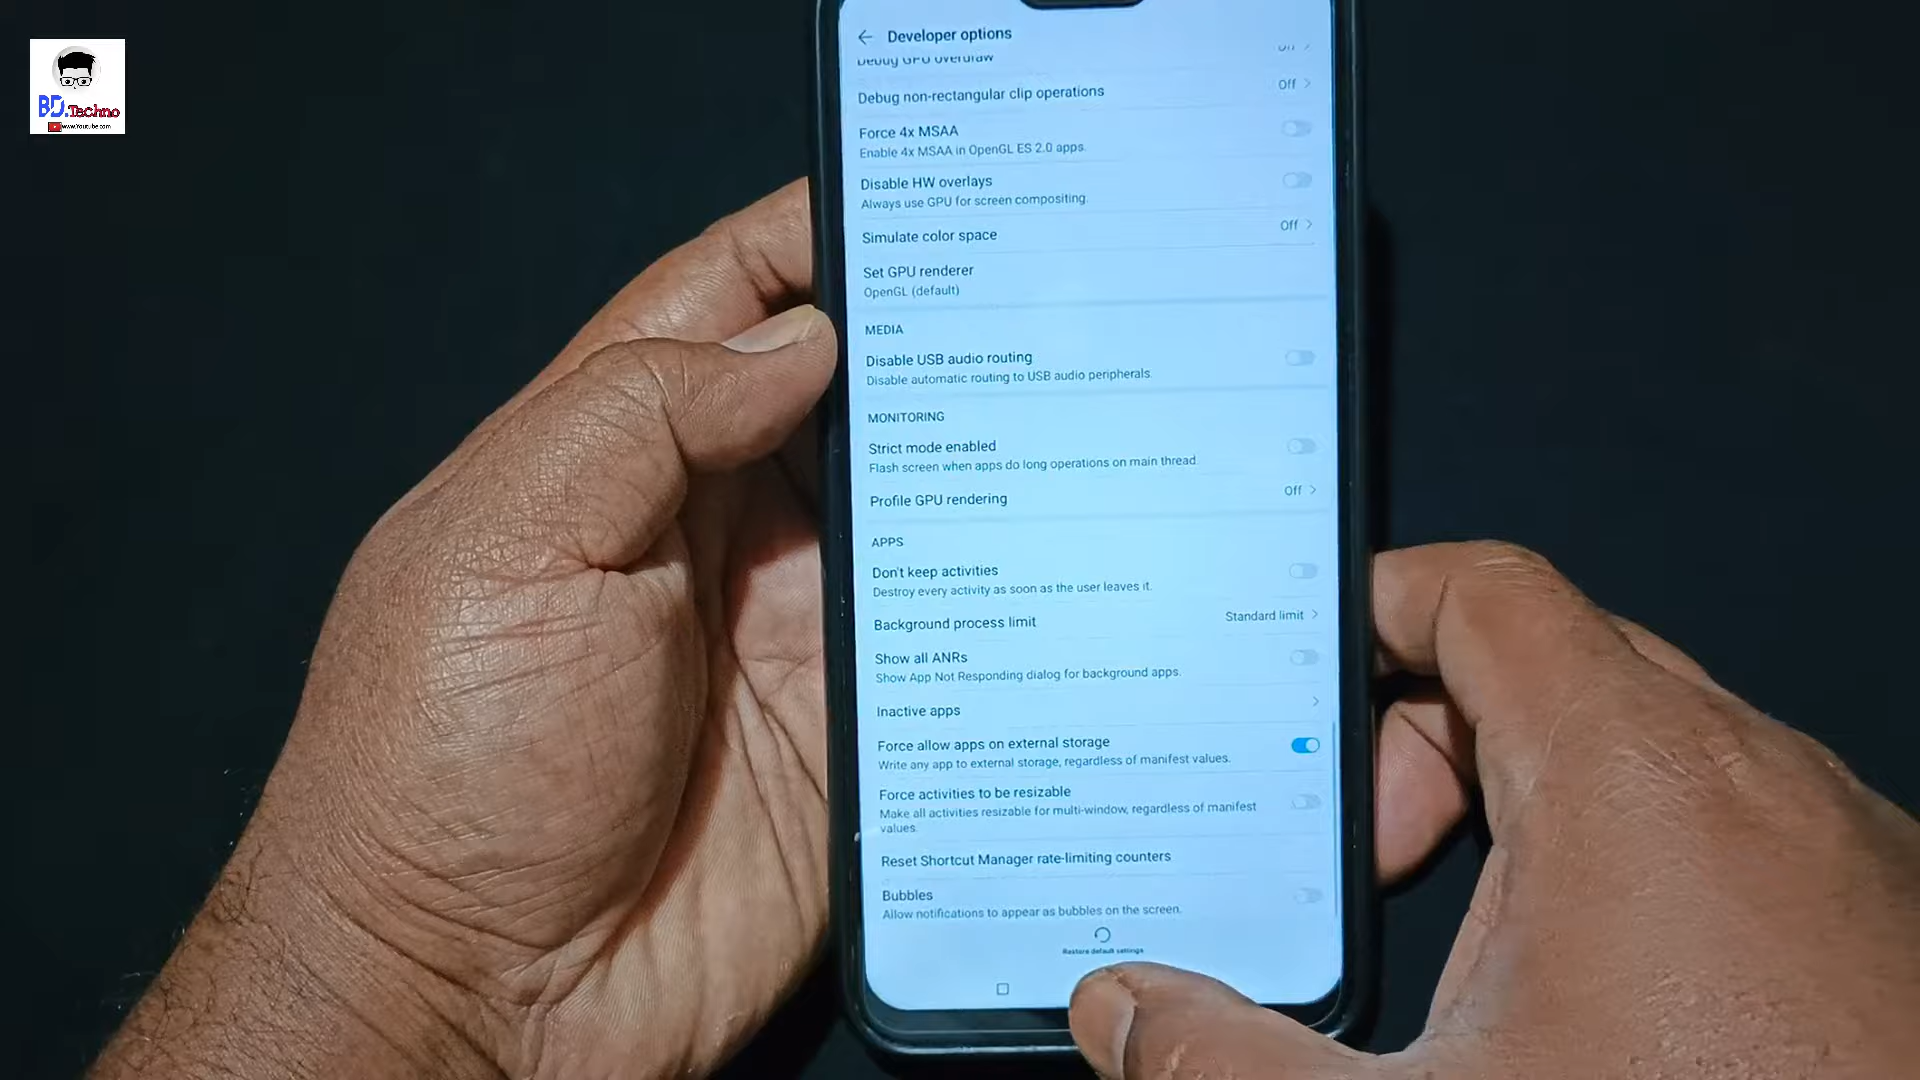 BD.Techno
www.Youtube.com
Developer options
Debug GPU overdraw
Off
Debug non-rectangular clip operations
Off
Force 4x MSAA
Enable 4x MSAA in OpenGL ES 2.0 apps.
Disable HW overlays
Always use GPU for screen compositing.
Simulate color space
Off
Set GPU renderer
OpenGL (default)
MEDIA
Disable USB audio routing
Disable automatic routing to USB audio peripherals.
MONITORING
Strict mode enabled
Flash screen when apps do long operations on main thread.
Profile GPU rendering
Off
APPS
Don't keep activities
Destroy every activity as soon as the user leaves it.
Background process limit
Standard limit
Show all ANRs
Show App Not Responding dialog for background apps.
Inactive apps
Force allow apps on external storage
Write any app to external storage, regardless of manifest values.
Force activities to be resizable
Make all activities resizable for multi-window, regardless of manifest
values.
Reset Shortcut Manager rate-limiting counters
Bubbles
Allow notifications to appear as bubbles on the screen.
Restore default settings